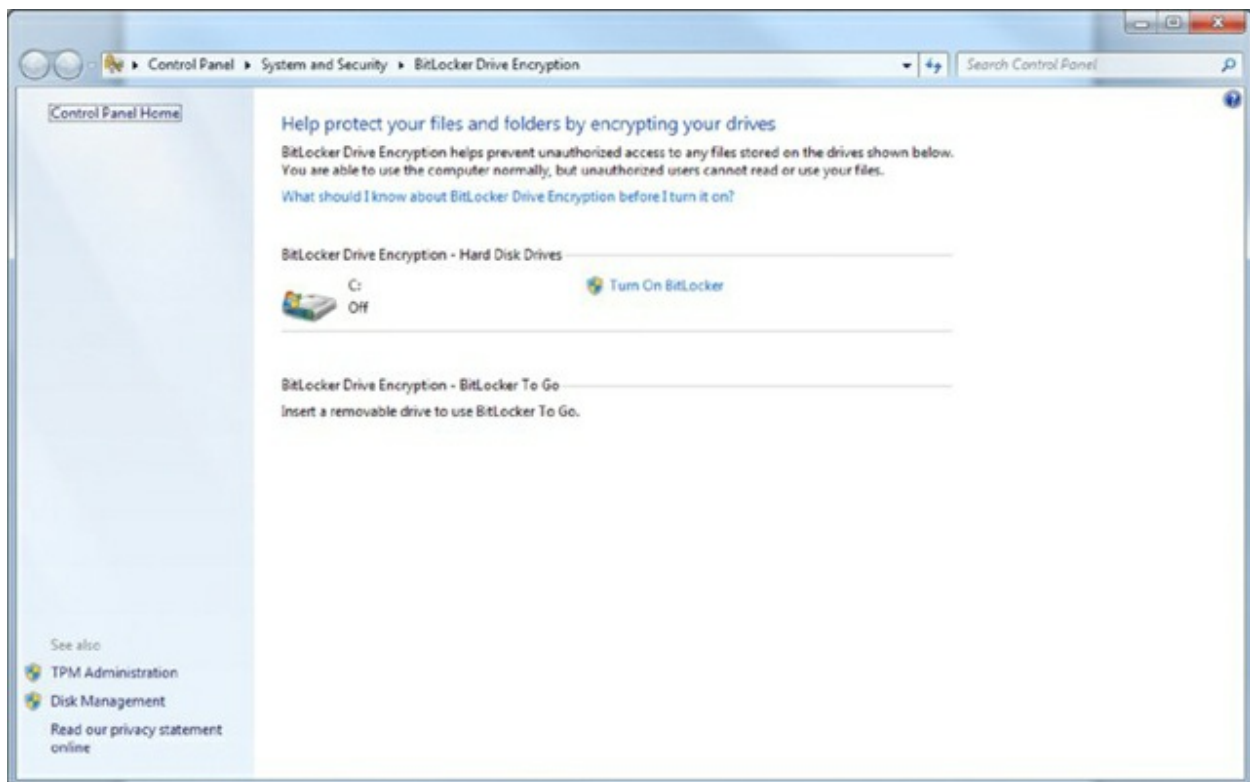 Control Panel ▸ System and Security ▸ BitLocker Drive Encryption
Search Control Panel
Control Panel Home
Help protect your files and folders by encrypting your drives
BitLocker Drive Encryption helps prevent unauthorized access to any files stored on the drives shown below.
You are able to use the computer normally, but unauthorized users cannot read or use your files.
What should I know about BitLocker Drive Encryption before I turn it on?
BitLocker Drive Encryption - Hard Disk Drives
C:
Off
Turn On BitLocker
BitLocker Drive Encryption - BitLocker To Go
Insert a removable drive to use BitLocker To Go.
See also
TPM Administration
Disk Management
Read our privacy statement
online